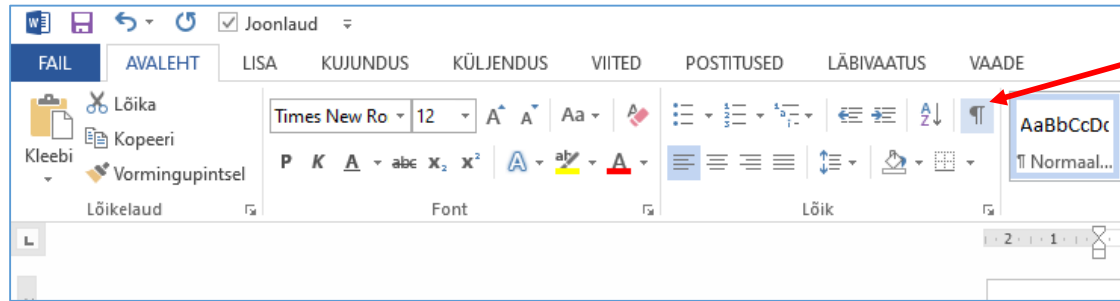 Joonlaud
FAIL AVALEHT LISA KUJUNDUS KÜLJENDUS VIITED POSTITUSED LÄBIVAATUS VAADE
Lõika
Kopeeri
Kleebi
Vormingupintsel
Lõikelaud
Times New Ro 12 A A Aa
P K A abc X₂ X² A aby A
Font
A Z ¶
Lõik
AaBbCcDc
¶ Normaal...
L
2 1